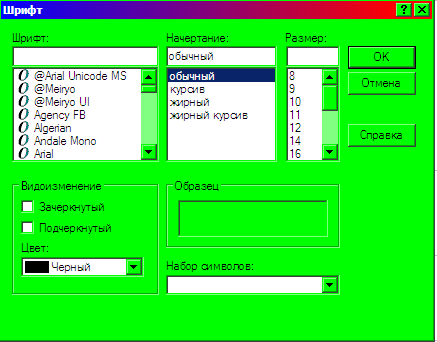 Шрифт
Шрифт:
Начертание:
Размер:
обычный
OK
@Arial Unicode MS
@Meiryo
@Meiryo UI
Agency FB
Algerian
Andale Mono
Arial
обычный
курсив
жирный
жирный курсив
8
9
10
11
12
14
16
Отмена
Справка
Видоизменение
Зачеркнутый
Подчеркнутый
Цвет:
Черный
Образец
Набор символов: